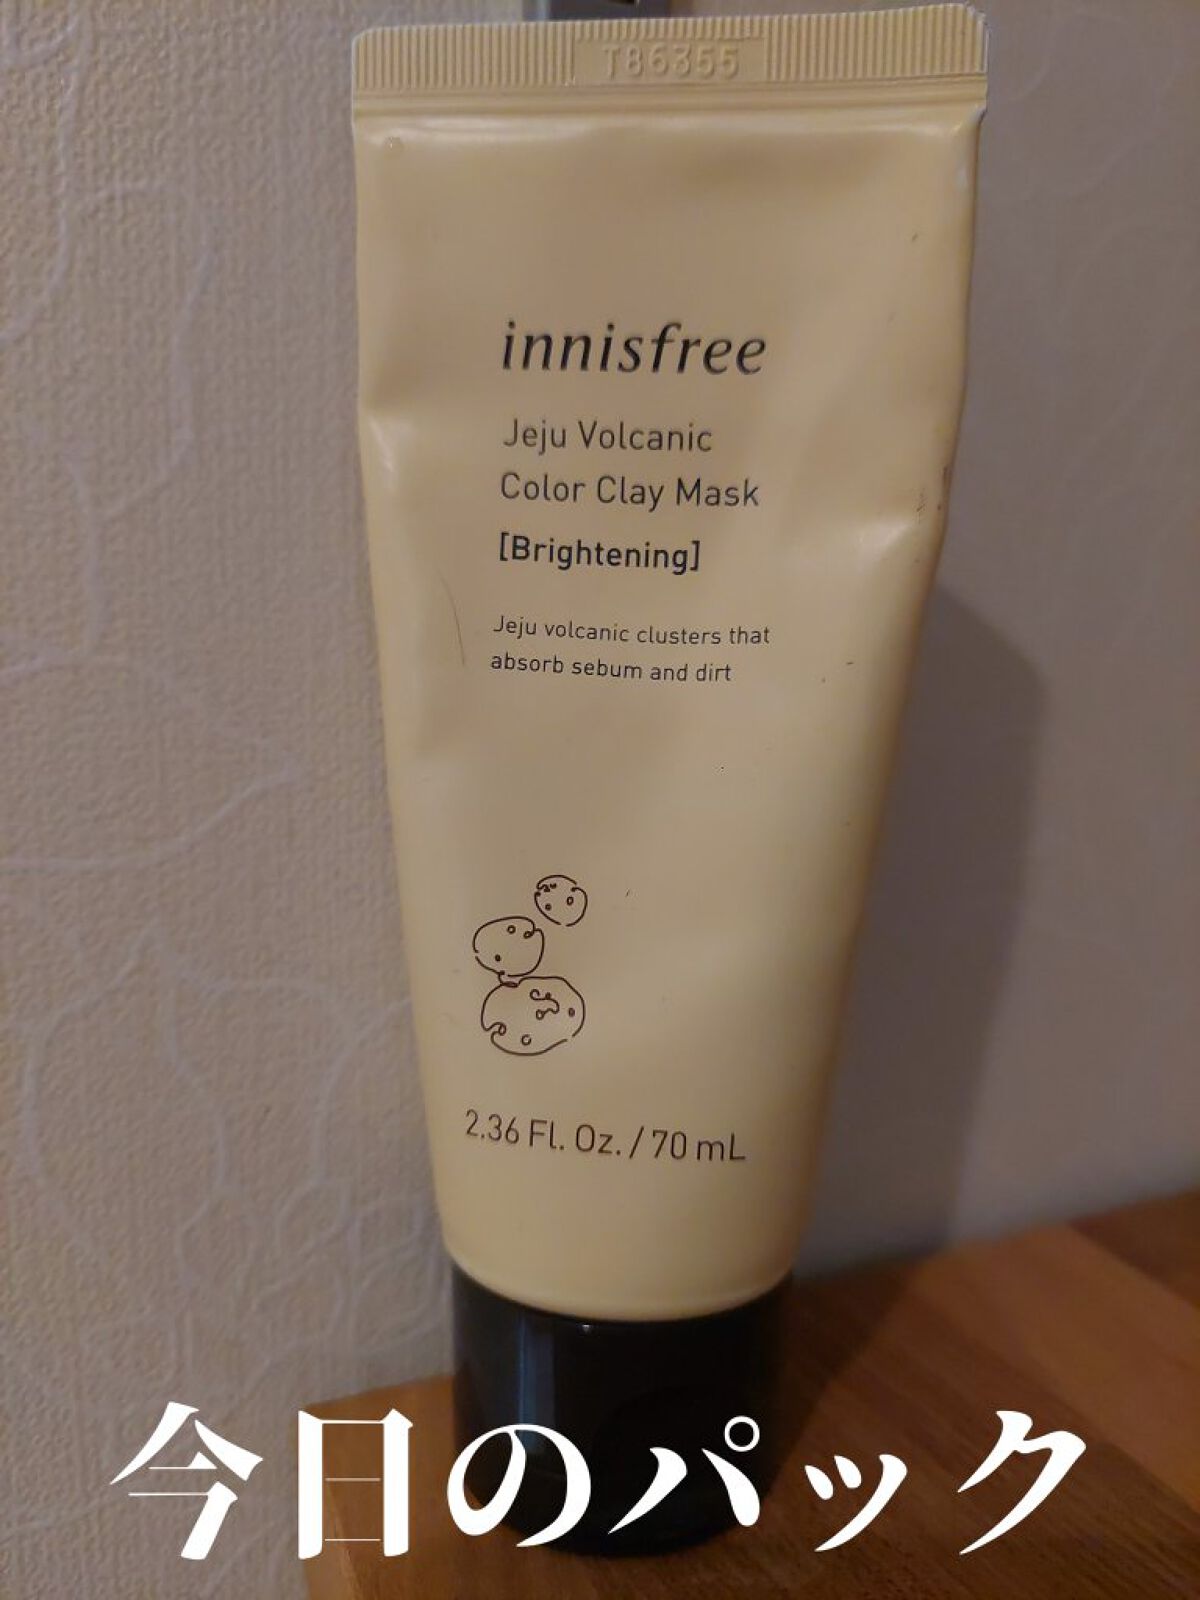 T86355
innisfree
Jeju Volcanic
Color Clay Mask
[Brightening]
Jeju volcanic clusters that
absorb sebum and dirt
2.36 Fl. Oz. / 70 mL
今日のパック